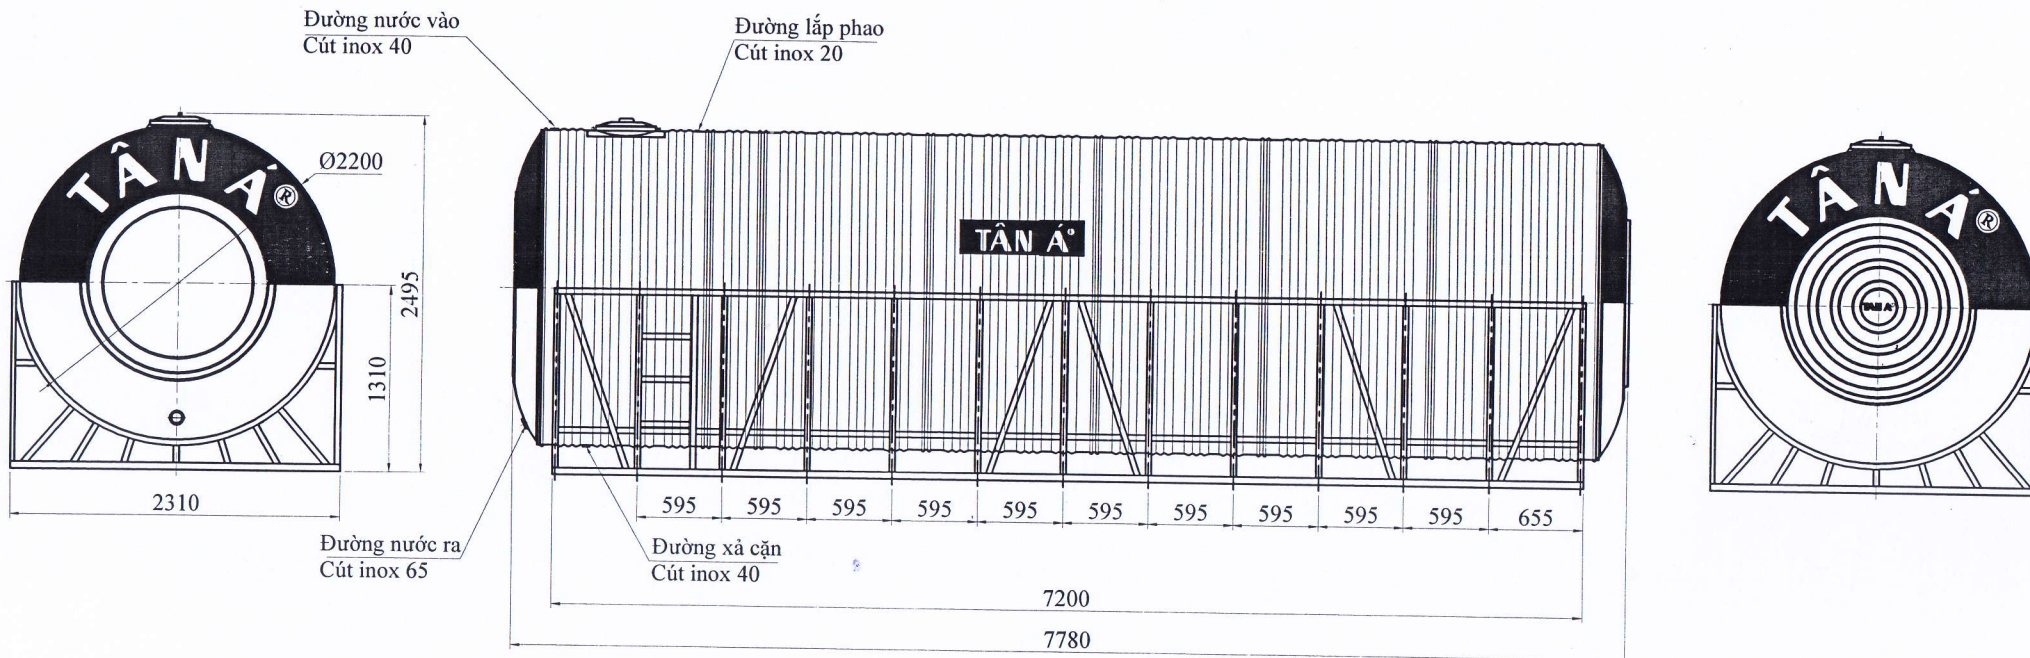 Đường nước vào
Cút inox 40
Đường lắp phao
Cút inox 20
TÂN Á®
Ø2200
2495
1310
2310
TÂN Á®
595
595
595
595
595
595
595
595
595
595
655
Đường nước ra
Cút inox 65
Đường xả cặn
Cút inox 40
7200
7780
TÂN Á®
TÂN Á®